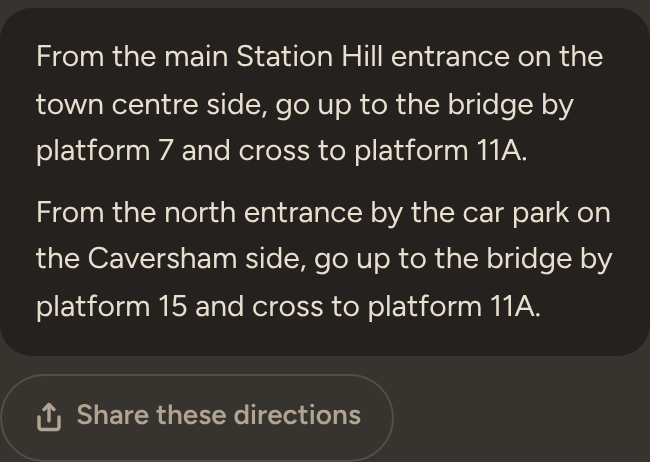 From the main Station Hill entrance on the
town centre side, go up to the bridge by
platform 7 and cross to platform 11A.
From the north entrance by the car park on
the Caversham side, go up to the bridge by
platform 15 and cross to platform 11A.
Share these directions